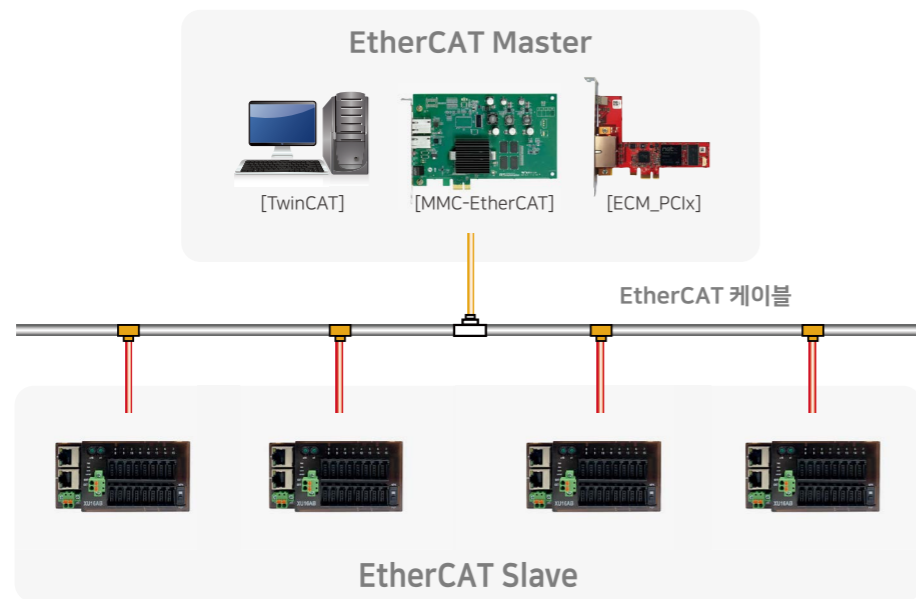 EtherCAT Master
[TwinCAT]
[MMC-EtherCAT]
[ECM_PCIx]
EtherCAT 케이블
EtherCAT Slave